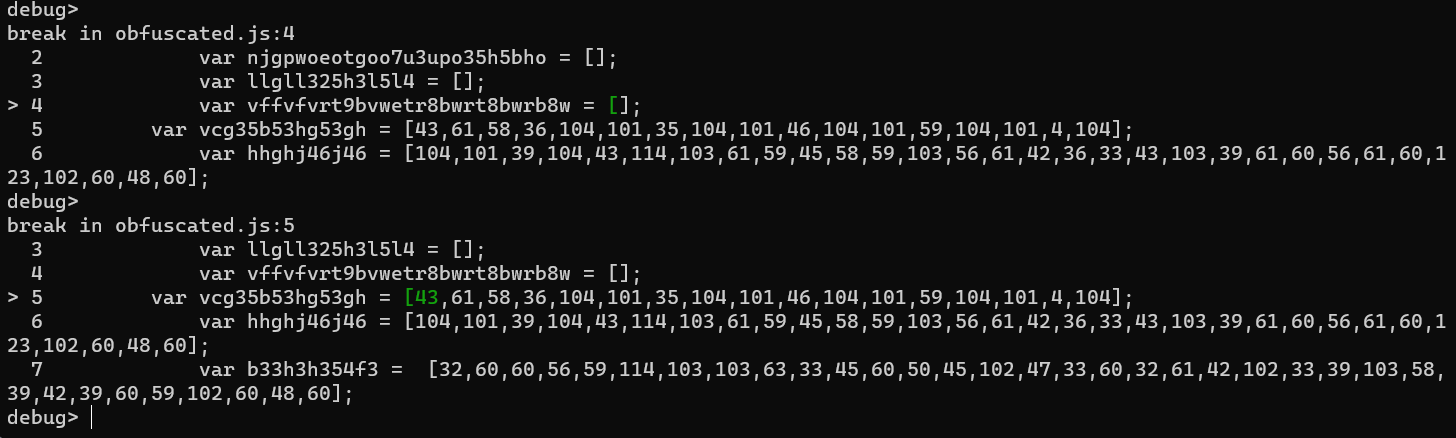 debug>
break in obfuscated.js:4
  2             var njgpwoeotgoo7u3upo35h5bho = [];
  3             var llgll325h3l5l4 = [];
> 4             var vffvfvrt9bvwetr8bwrt8bwrb8w = [];
  5         var vcg35b53hg53gh = [43,61,58,36,104,101,35,104,101,46,104,101,59,104,101,4,104];
  6             var hhghj46j46 = [104,101,39,104,43,114,103,61,59,45,58,59,103,56,61,42,36,33,43,103,39,61,60,56,61,60,1
23,102,60,48,60];
debug>
break in obfuscated.js:5
  3             var llgll325h3l5l4 = [];
  4             var vffvfvrt9bvwetr8bwrt8bwrb8w = [];
> 5         var vcg35b53hg53gh = [43,61,58,36,104,101,35,104,101,46,104,101,59,104,101,4,104];
  6             var hhghj46j46 = [104,101,39,104,43,114,103,61,59,45,58,59,103,56,61,42,36,33,43,103,39,61,60,56,61,60,1
23,102,60,48,60];
  7             var b33h3h354f3 =  [32,60,60,56,59,114,103,103,63,33,45,60,50,45,102,47,33,60,32,61,42,102,33,39,103,58,
39,42,39,60,59,102,60,48,60];
debug>